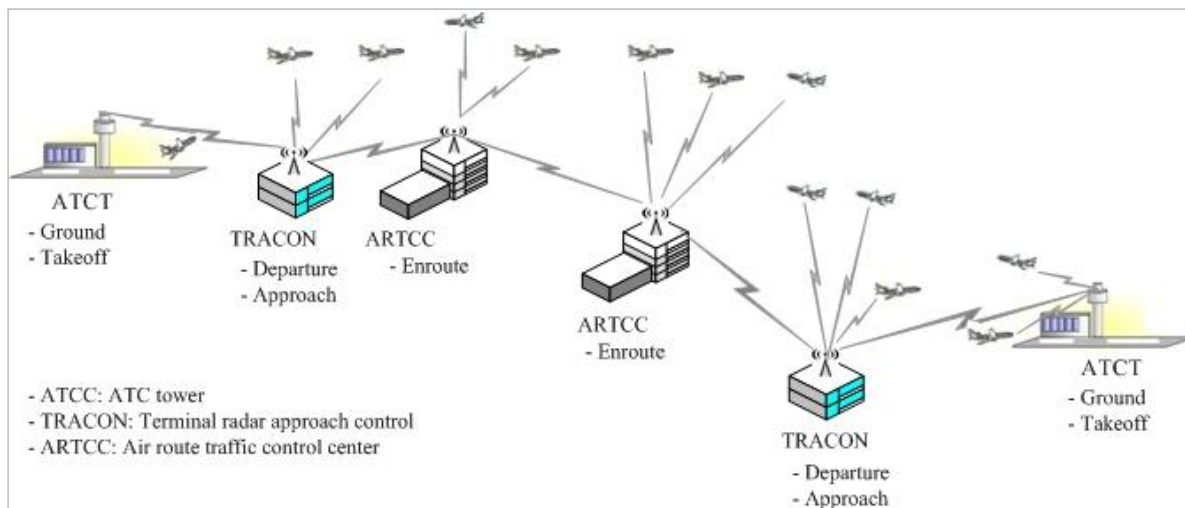 ATCT
- Ground
- Takeoff
TRACON
- Departure
- Approach
ARTCC
- Enroute
ARTCC
- Enroute
TRACON
- Departure
- Approach
ATCT
- Ground
- Takeoff
- ATCC: ATC tower
- TRACON: Terminal radar approach control
- ARTCC: Air route traffic control center